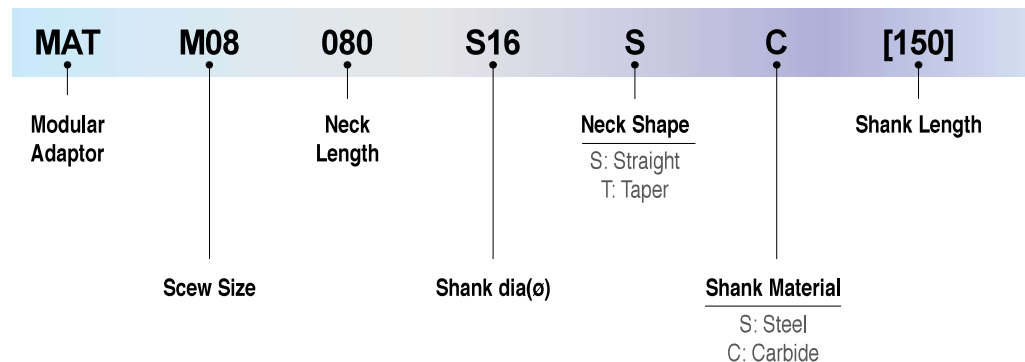 MAT M08 080 S16 S C [150]
Modular
Adaptor
Neck
Length
Neck Shape
S: Straight
T: Taper
Shank Length
Scew Size
Shank dia(ø)
Shank Material
S: Steel
C: Carbide